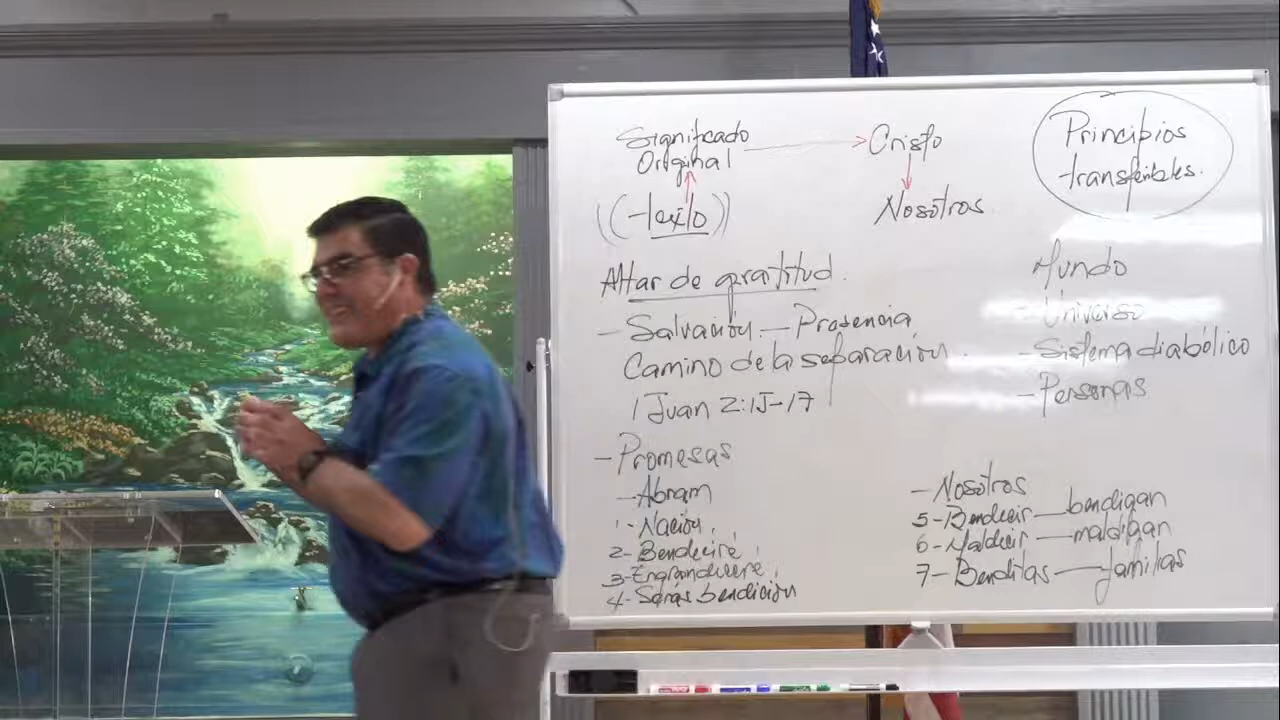 Significado
Original
Cristo
((texto))
Nosotros
Principios
transferibles.
Altar de gratitud.
- Salvación - Presencia
Camino de la separación.
1 Juan 2:15-17
Mundo
- Universo
- Sistema diabólico
- Personas
- Promesas
- Abram
1- Nación,
2- Bendeciré,
3- Engrandeceré,
4- Seras bendición
- Nosotros
5- Bendecir bendigan
6- Maldecir maldigan
7- Benditas familias